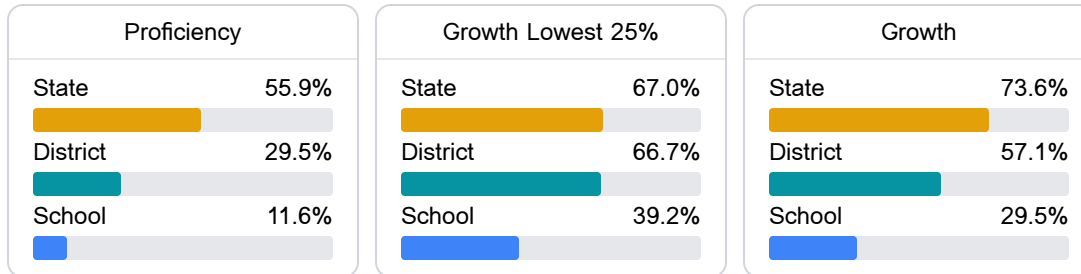 Proficiency
State 55.9%
District 29.5%
School 11.6%
Growth Lowest 25%
State 67.0%
District 66.7%
School 39.2%
Growth
State 73.6%
District 57.1%
School 29.5%